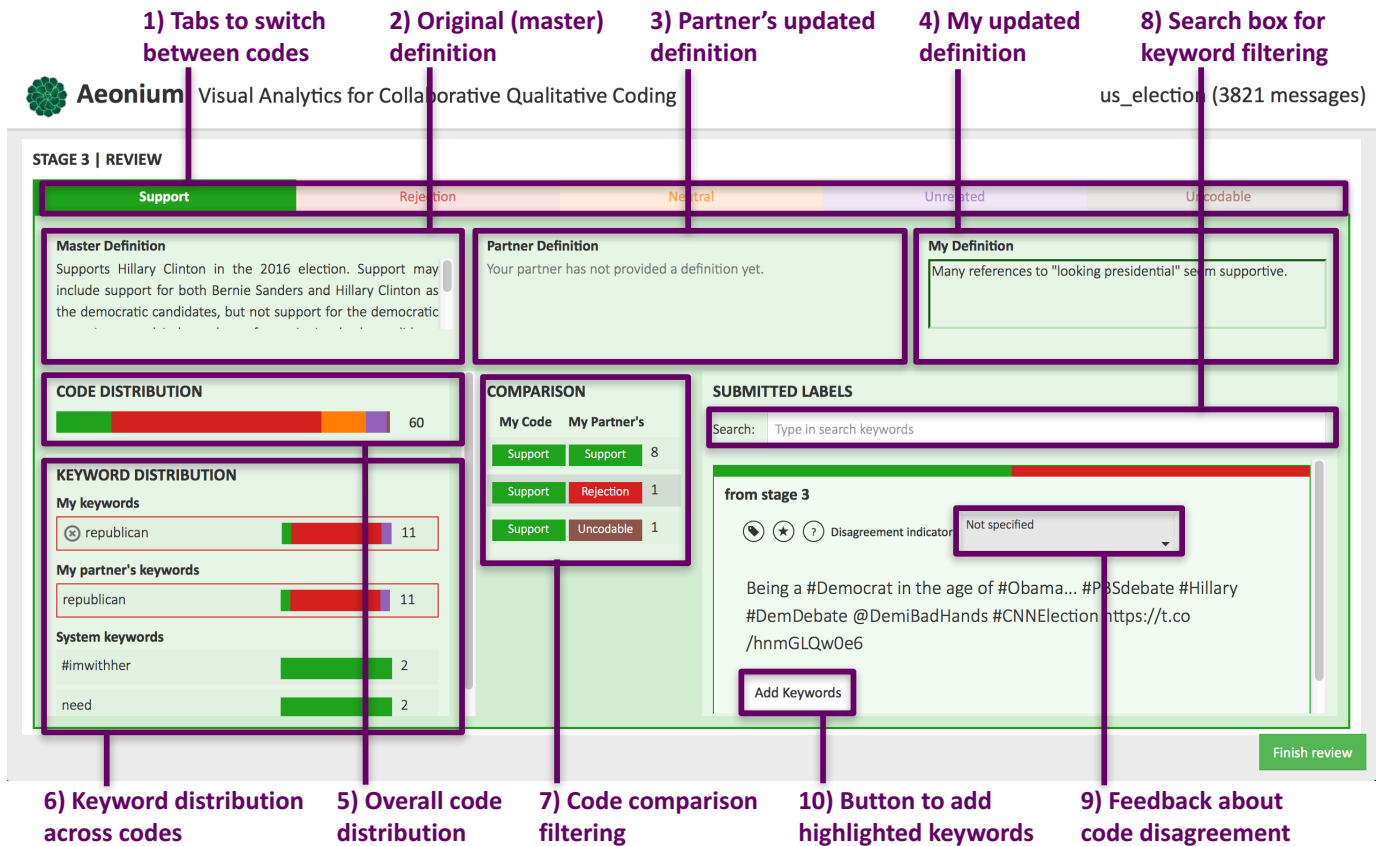 1) Tabs to switch
between codes
2) Original (master)
definition
3) Partner's updated
definition
4) My updated
definition
8) Search box for
keyword filtering
Aeonium Visual Analytics for Collaborative Qualitative Coding
us_election (3821 messages)
STAGE 3 | REVIEW
Support
Rejection
Neutral
Unrelated
Uncodable
Master Definition
Supports Hillary Clinton in the 2016 election. Support may
include support for both Bernie Sanders and Hillary Clinton as
the democratic candidates, but not support for the democratic
Partner Definition
Your partner has not provided a definition yet.
My Definition
Many references to "looking presidential" seem supportive.
CODE DISTRIBUTION
60
KEYWORD DISTRIBUTION
My keywords
republican 11
My partner's keywords
republican 11
System keywords
#imwithher 2
need 2
COMPARISON
My Code My Partner's
Support Support 8
Support Rejection 1
Support Uncodable 1
SUBMITTED LABELS
Search: Type in search keywords
from stage 3
? Disagreement indicator Not specified
Being a #Democrat in the age of #Obama... #PBSdebate #Hillary
#DemDebate @DemiBadHands #CNNElection https://t.co
/hnmGLQw0e6
Add Keywords
Finish review
6) Keyword distribution
across codes
5) Overall code
distribution
7) Code comparison
filtering
10) Button to add
highlighted keywords
9) Feedback about
code disagreement